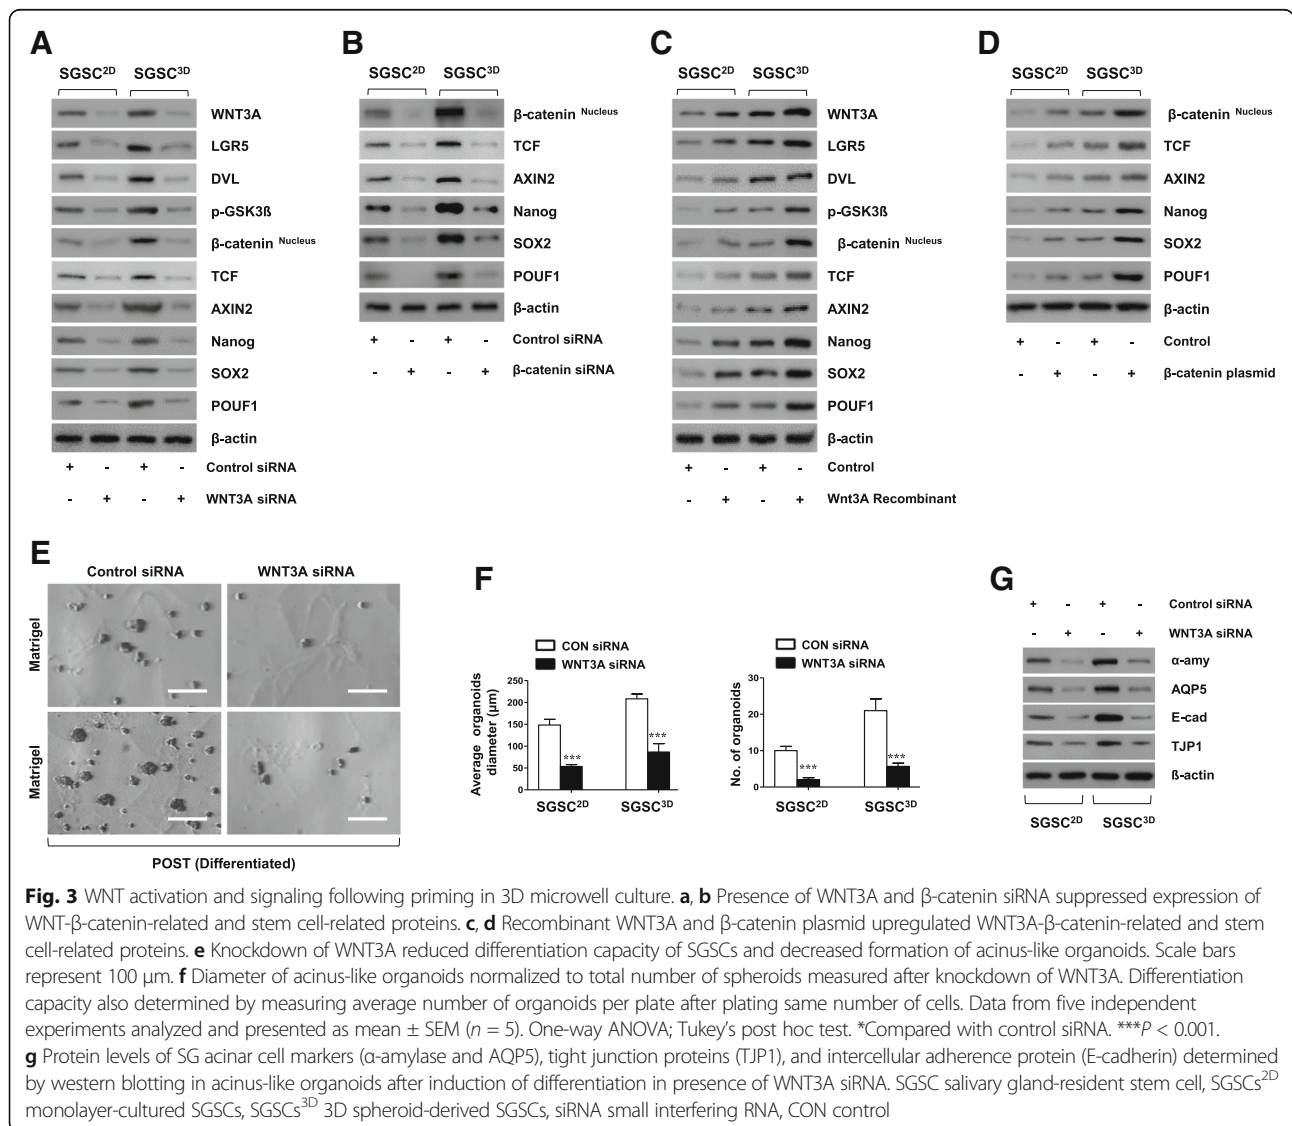 A
SGSC2D SGSC3D
WNT3A
LGR5
DVL
p-GSK3ß
β-catenin Nucleus
TCF
AXIN2
Nanog
SOX2
POUF1
β-actin
+ - + - Control siRNA
- + - + WNT3A siRNA
B
SGSC2D SGSC3D
β-catenin Nucleus
TCF
AXIN2
Nanog
SOX2
POUF1
β-actin
+ - + - Control siRNA
- + - + β-catenin siRNA
C
SGSC2D SGSC3D
WNT3A
LGR5
DVL
p-GSK3ß
β-catenin Nucleus
TCF
AXIN2
Nanog
SOX2
POUF1
β-actin
+ - + - Control
- + - + Wnt3A Recombinant
D
SGSC2D SGSC3D
β-catenin Nucleus
TCF
AXIN2
Nanog
SOX2
POUF1
β-actin
+ - + - Control
- + - + β-catenin plasmid
E
Control siRNA WNT3A siRNA
Matrigel
Matrigel
POST (Differentiated)
F
CON siRNA
WNT3A siRNA
Average organoids
diameter (µm)
250
200
150
100
50
0
*** ***
SGSC2D SGSC3D
CON siRNA
WNT3A siRNA
No. of organoids
30
20
10
0
*** ***
SGSC2D SGSC3D
G
+ - + - Control siRNA
- + - + WNT3A siRNA
α-amy
AQP5
E-cad
TJP1
ß-actin
SGSC2D SGSC3D
Fig. 3 WNT activation and signaling following priming in 3D microwell culture. a, b Presence of WNT3A and β-catenin siRNA suppressed expression of
WNT-β-catenin-related and stem cell-related proteins. c, d Recombinant WNT3A and β-catenin plasmid upregulated WNT3A-β-catenin-related and stem
cell-related proteins. e Knockdown of WNT3A reduced differentiation capacity of SGSCs and decreased formation of acinus-like organoids. Scale bars
represent 100 μm. f Diameter of acinus-like organoids normalized to total number of spheroids measured after knockdown of WNT3A. Differentiation
capacity also determined by measuring average number of organoids per plate after plating same number of cells. Data from five independent
experiments analyzed and presented as mean ± SEM (n = 5). One-way ANOVA; Tukey's post hoc test. *Compared with control siRNA. ***P < 0.001.
g Protein levels of SG acinar cell markers (α-amylase and AQP5), tight junction proteins (TJP1), and intercellular adherence protein (E-cadherin) determined
by western blotting in acinus-like organoids after induction of differentiation in presence of WNT3A siRNA. SGSC salivary gland-resident stem cell, SGSCs2D
monolayer-cultured SGSCs, SGSCs3D 3D spheroid-derived SGSCs, siRNA small interfering RNA, CON control